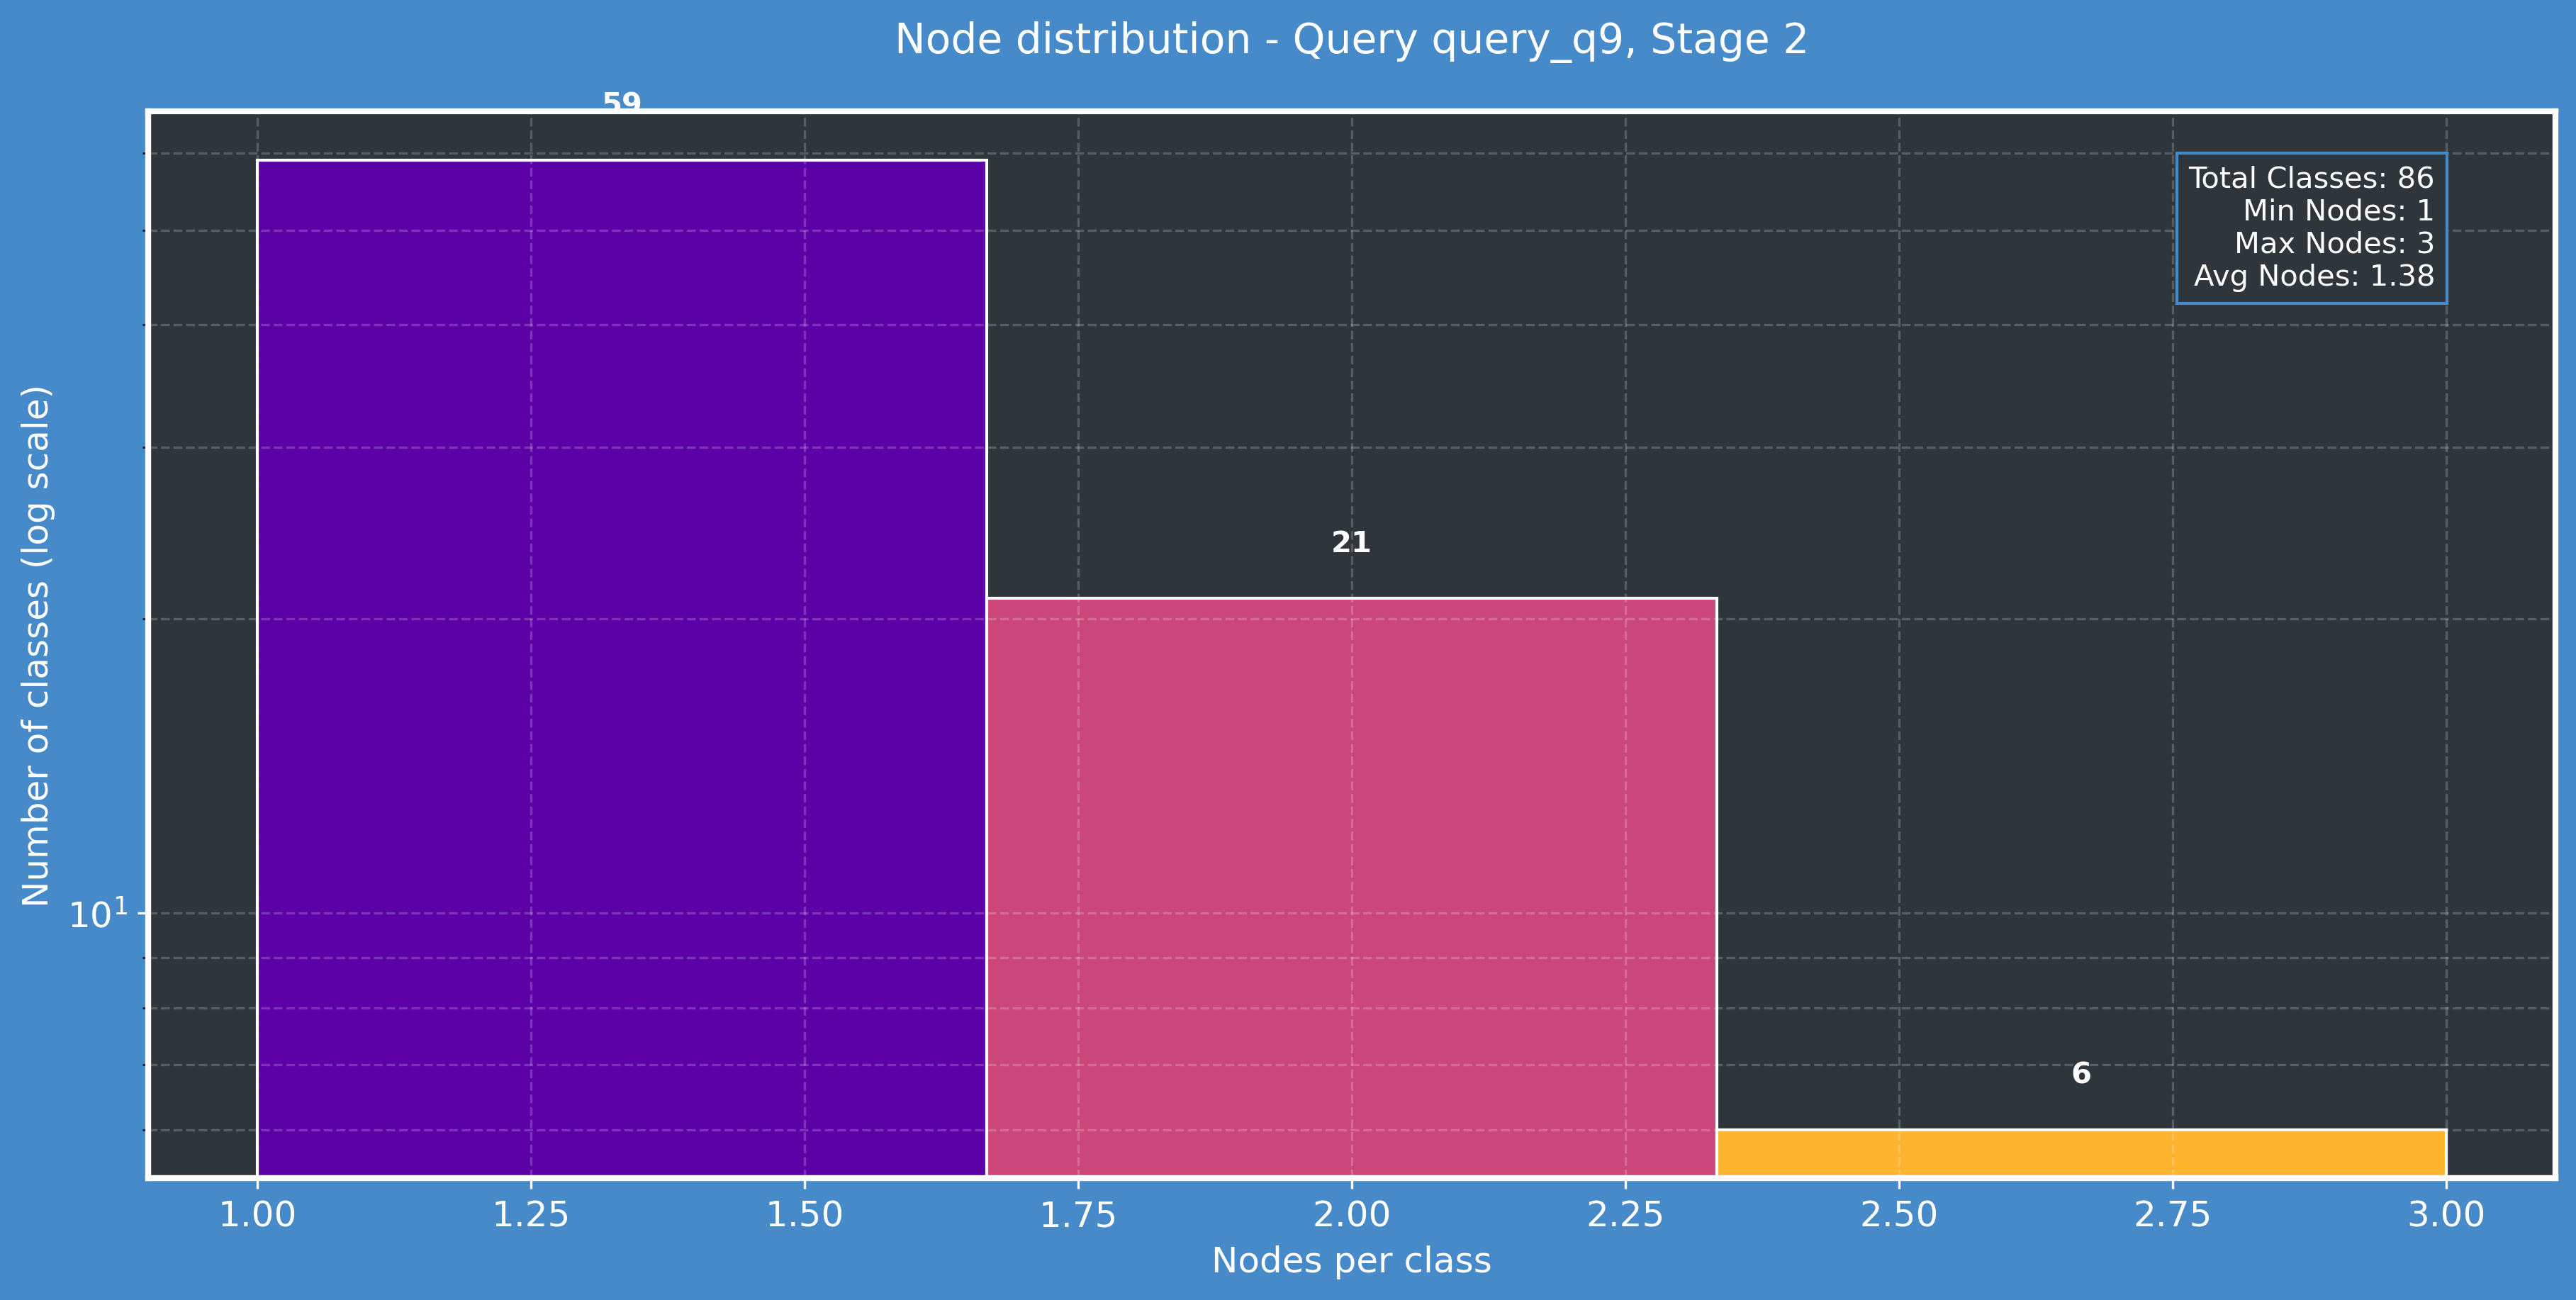 Node distribution - Query query_q9, Stage 2
59
Total Classes: 86
Min Nodes: 1
Max Nodes: 3
Avg Nodes: 1.38
21
6
Number of classes (log scale)
10¹
1.00 1.25 1.50 1.75 2.00 2.25 2.50 2.75 3.00
Nodes per class